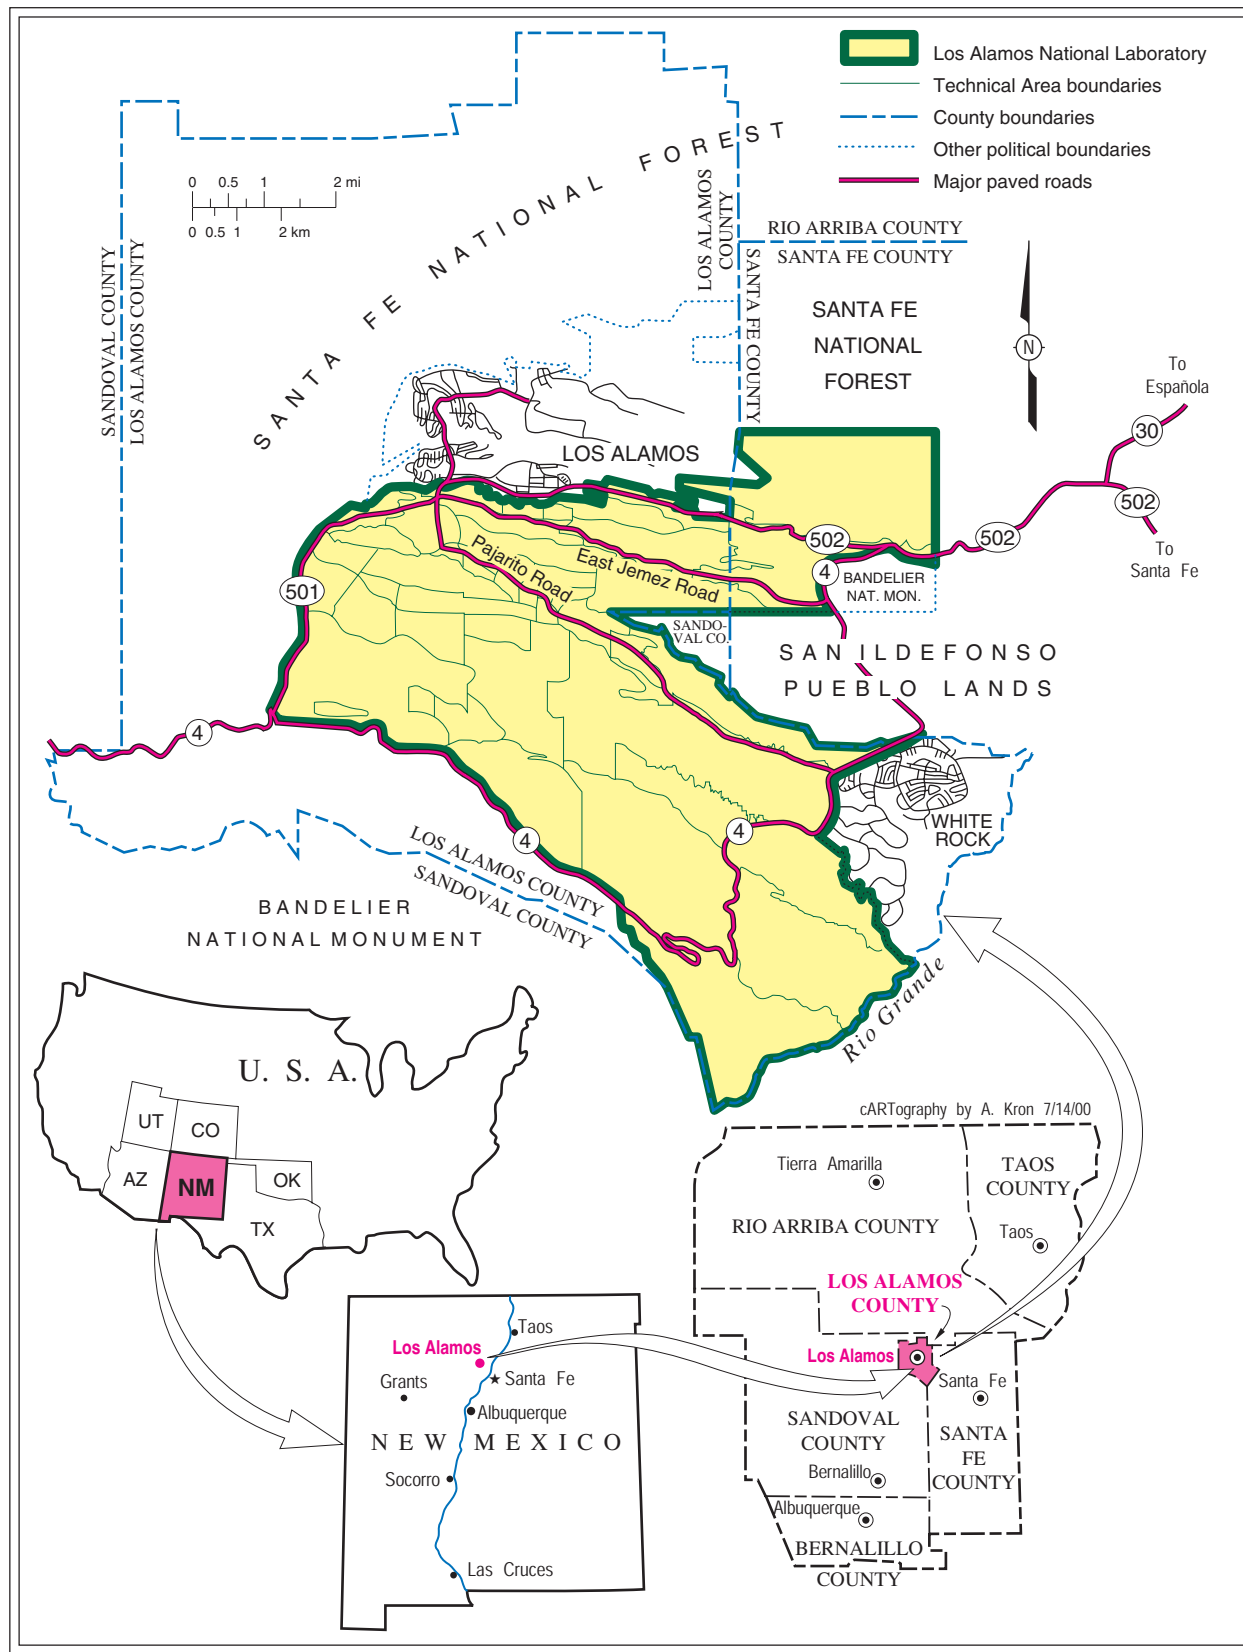 Los Alamos National Laboratory
Technical Area boundaries
County boundaries
Other political boundaries
Major paved roads
0 0.5 1 2 mi
0 0.5 1 2 km
SANTA FE NATIONAL FOREST
SANDOVAL COUNTY
LOS ALAMOS COUNTY
LOS ALAMOS
COUNTY
SANTA FE COUNTY
RIO ARRIBA COUNTY
SANTA FE COUNTY
SANTA FE
NATIONAL
FOREST
N
To
Española
30
502
To
Santa Fe
502
LOS ALAMOS
502
4
BANDELIER
NAT. MON.
East Jemez Road
Pajarito Road
501
SANDO-
VAL CO.
SAN ILDEFONSO
PUEBLO LANDS
4
4
4
WHITE
ROCK
LOS ALAMOS COUNTY
SANDOVAL COUNTY
BANDELIER
NATIONAL MONUMENT
Rio Grande
U. S. A.
UT
CO
AZ
NM
OK
TX
cARTography by A. Kron 7/14/00
Tierra Amarilla
TAOS
COUNTY
RIO ARRIBA COUNTY
Taos
LOS ALAMOS
COUNTY
Los Alamos
Santa Fe
SANDOVAL
COUNTY
SANTA
FE
COUNTY
Bernalillo
Albuquerque
BERNALILLO
COUNTY
Taos
Los Alamos
Santa Fe
Grants
Albuquerque
NEW MEXICO
Socorro
Las Cruces